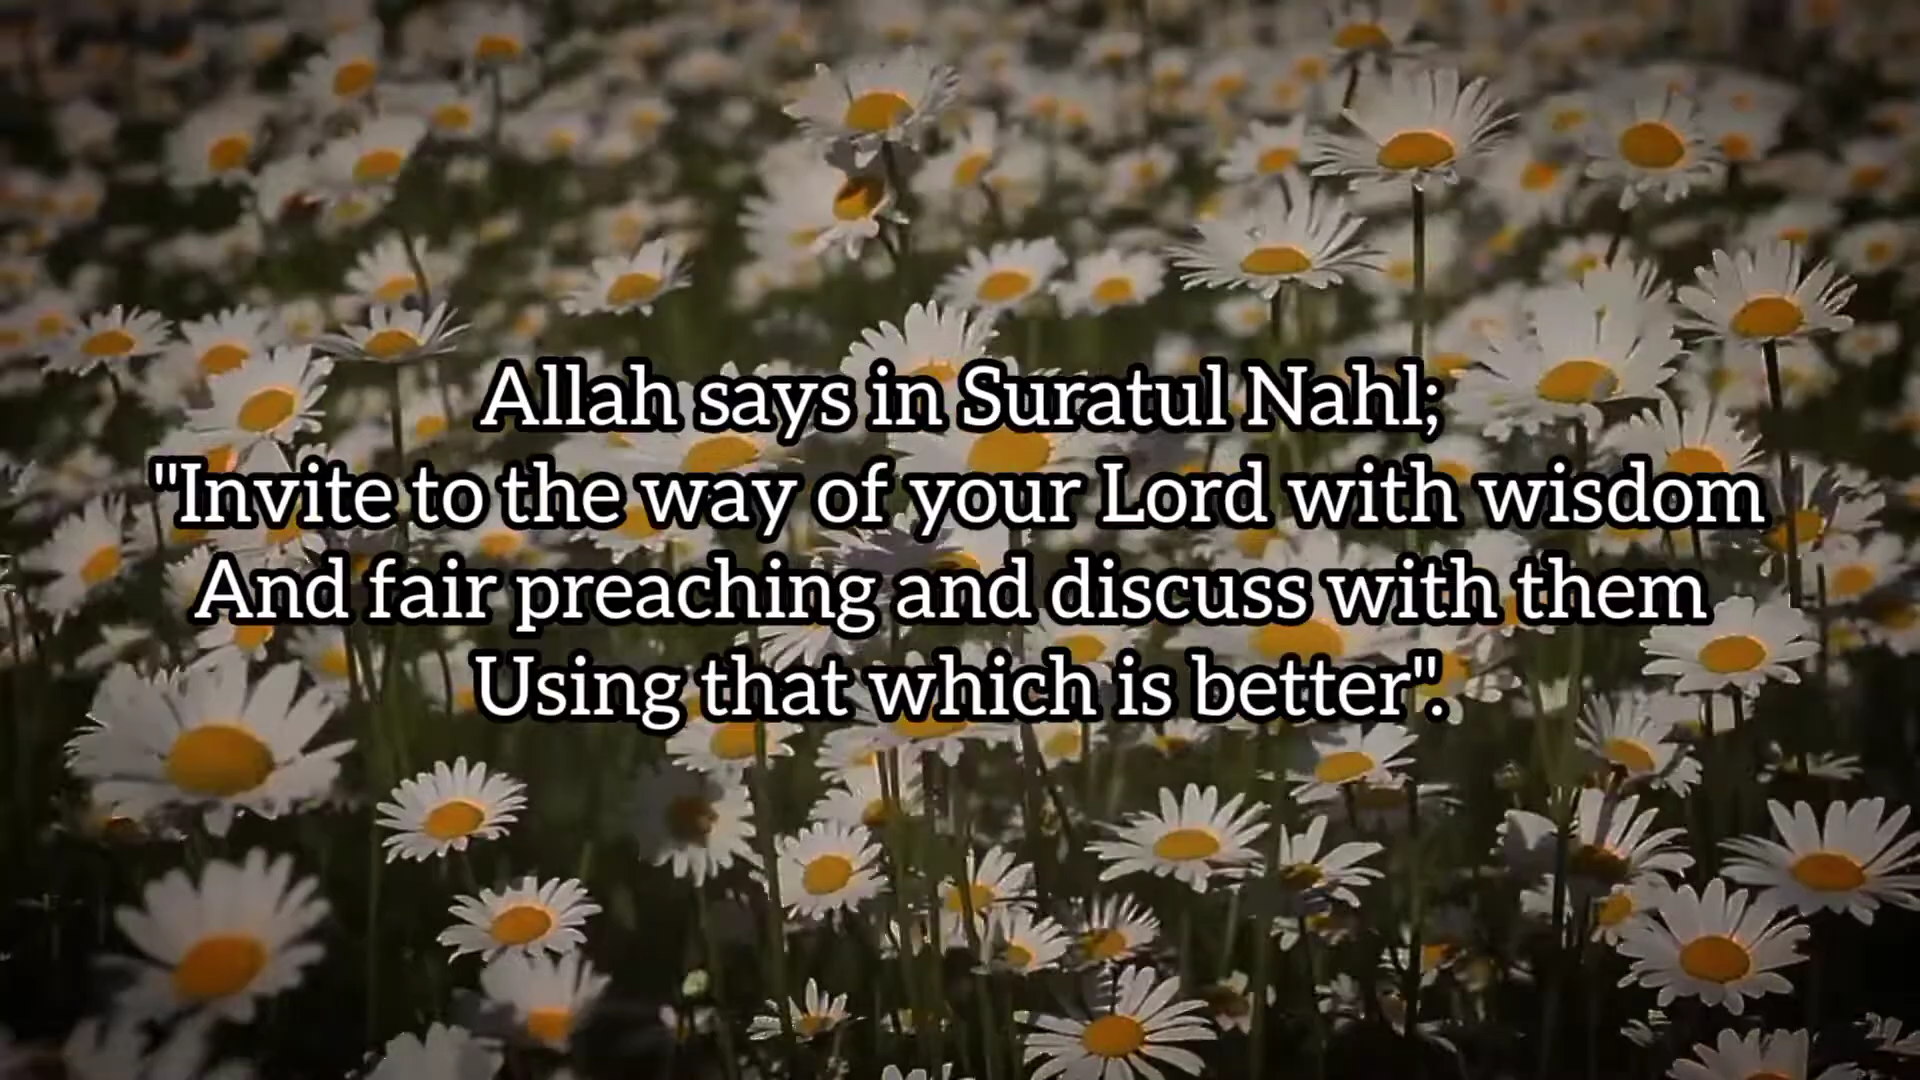 Allah says in Suratul Nahl;
"Invite to the way of your Lord with wisdom
And fair preaching and discuss with them
Using that which is better".